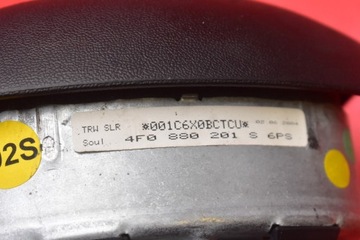 TRW SLR *001C6X0BCTCU*
Soul 4F0 880 201 S 6PS
02S